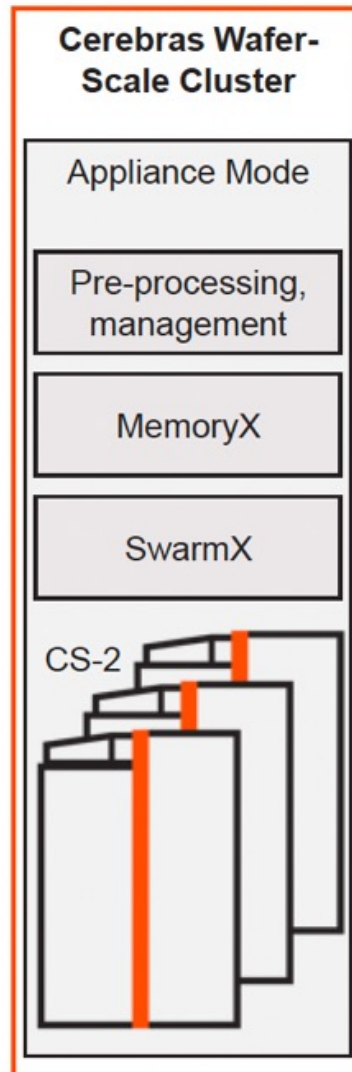 Cerebras Wafer-
Scale Cluster
Appliance Mode
Pre-processing,
management
MemoryX
SwarmX
CS-2